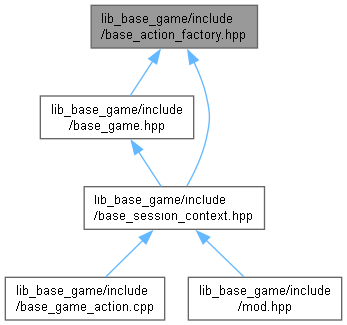 lib_base_game/include
/base_action_factory.hpp
lib_base_game/include
/base_game.hpp
lib_base_game/include
/base_session_context.hpp
lib_base_game/include
/base_game_action.cpp
lib_base_game/include
/mod.hpp